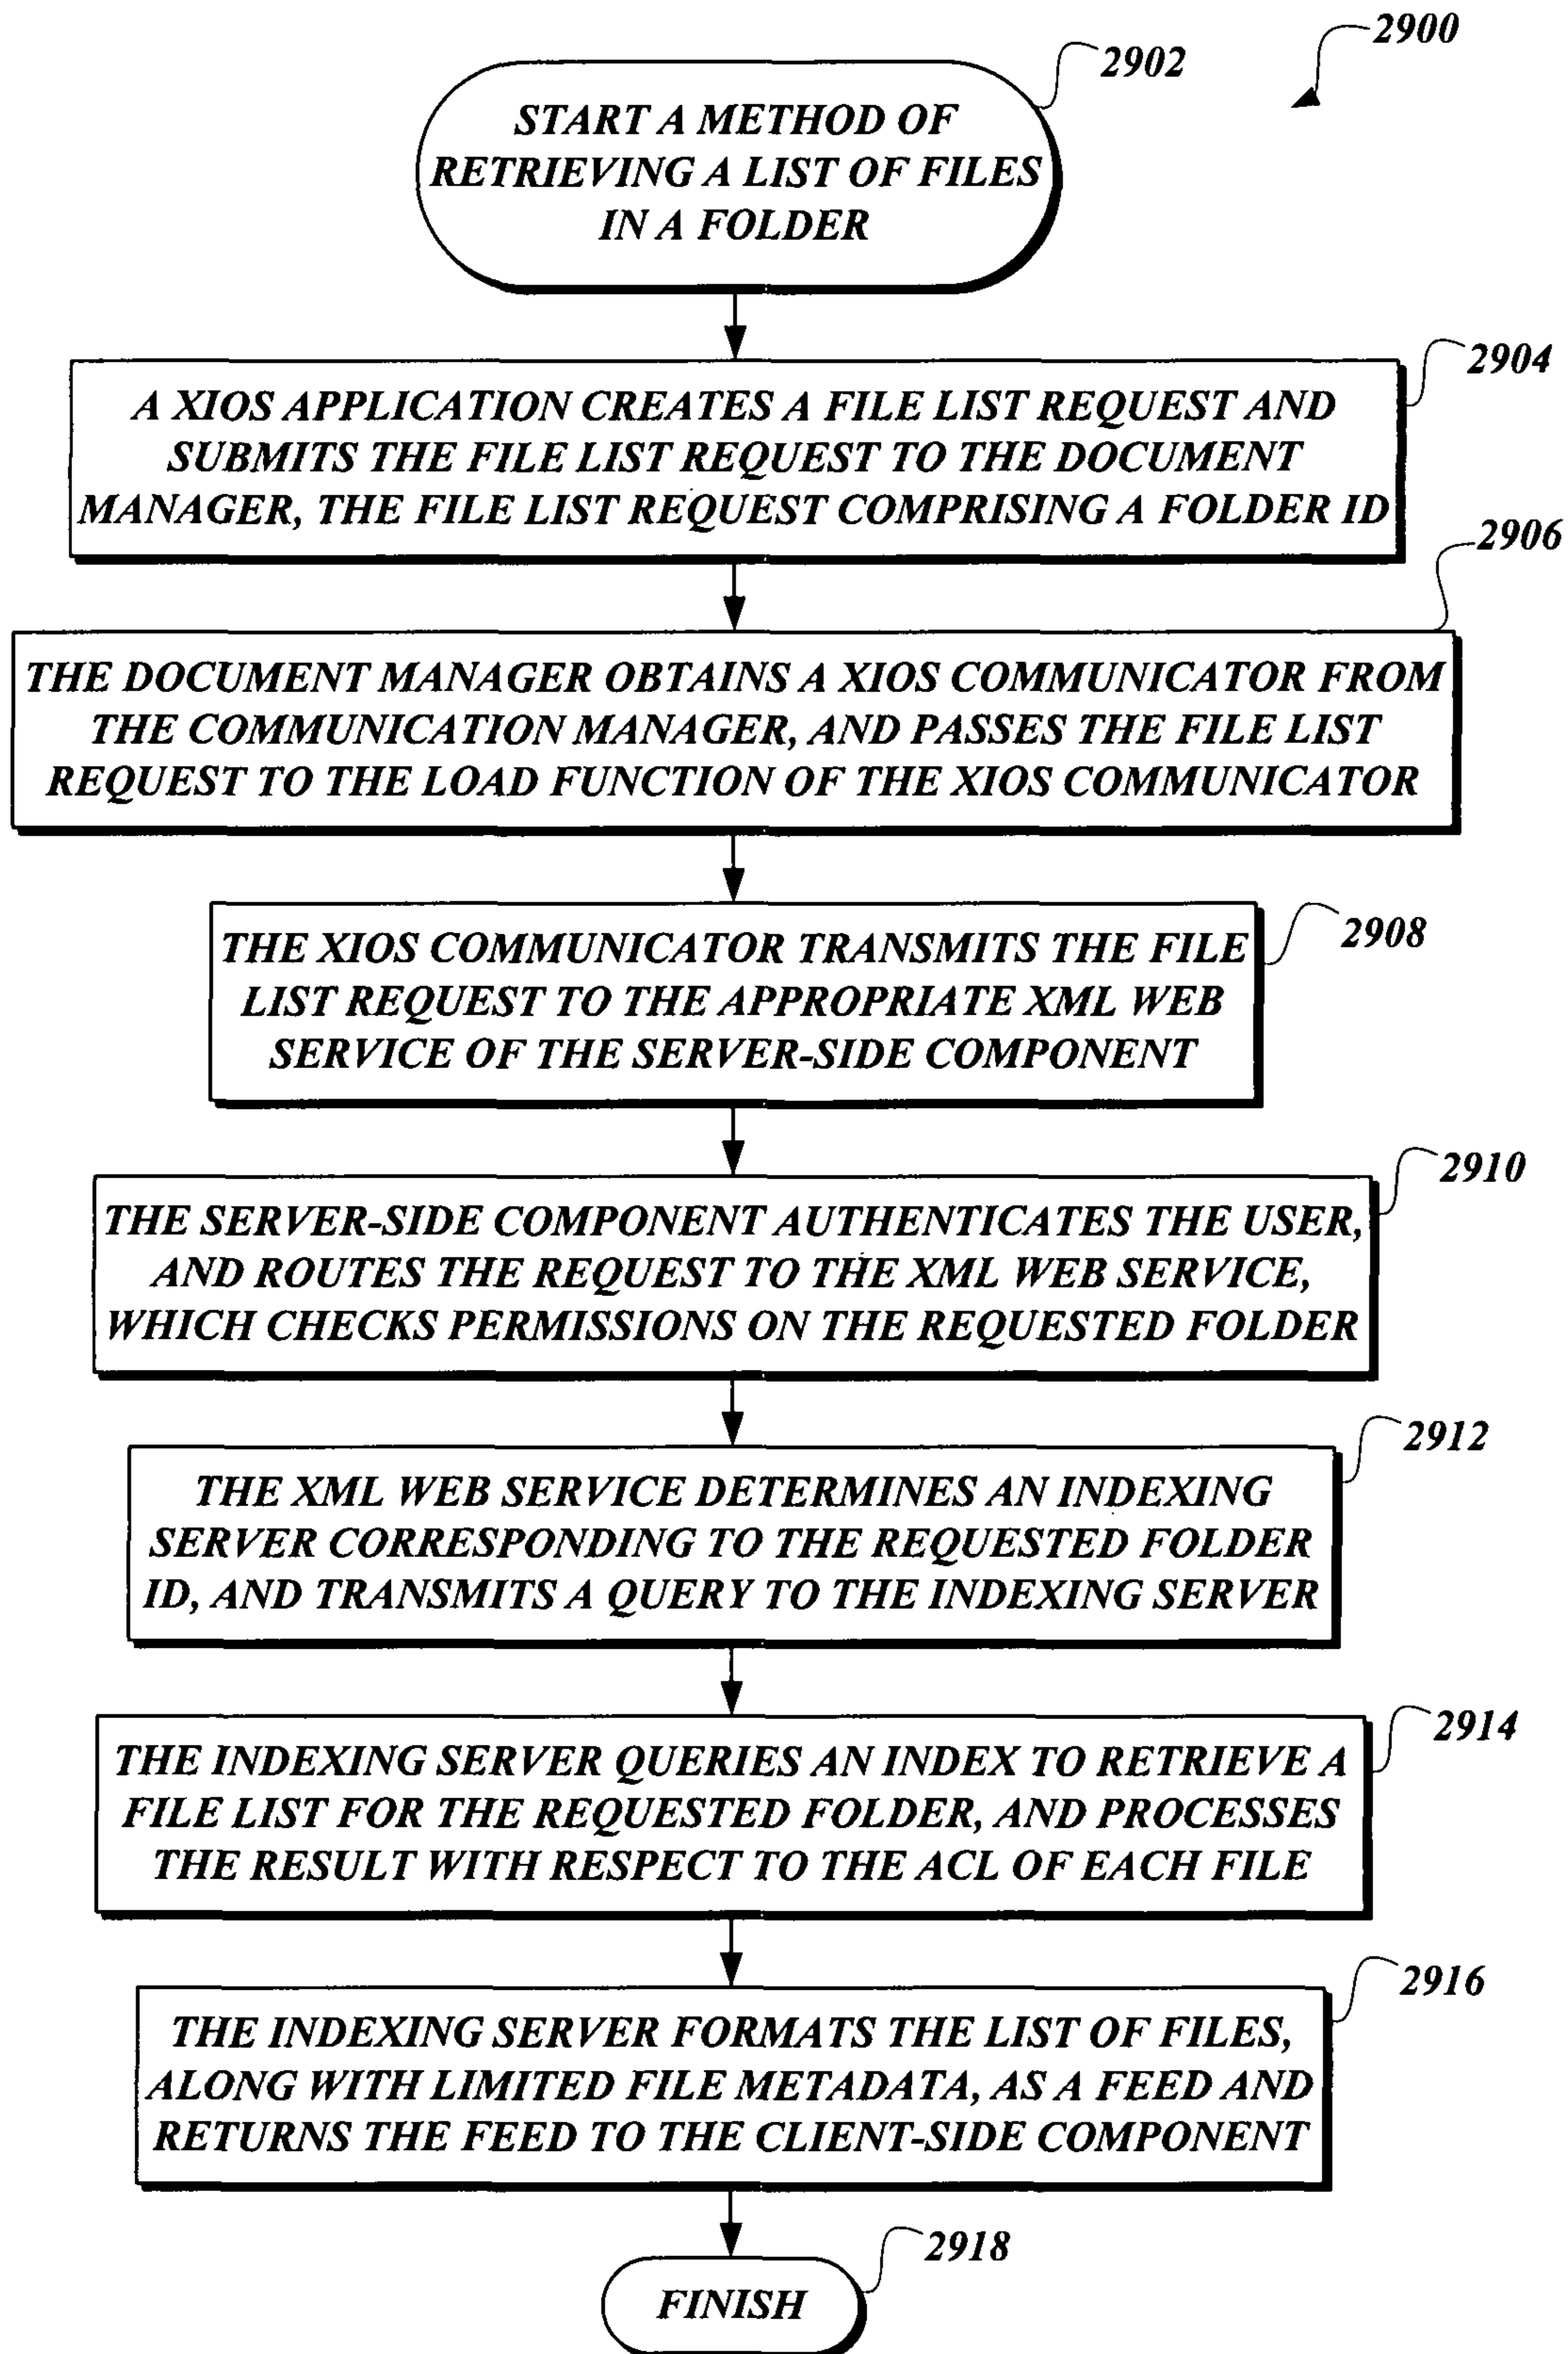 2900
2902
START A METHOD OF
RETRIEVING A LIST OF FILES
IN A FOLDER
2904
A XIOS APPLICATION CREATES A FILE LIST REQUEST AND
SUBMITS THE FILE LIST REQUEST TO THE DOCUMENT
MANAGER, THE FILE LIST REQUEST COMPRISING A FOLDER ID
2906
THE DOCUMENT MANAGER OBTAINS A XIOS COMMUNICATOR FROM
THE COMMUNICATION MANAGER, AND PASSES THE FILE LIST
REQUEST TO THE LOAD FUNCTION OF THE XIOS COMMUNICATOR
2908
THE XIOS COMMUNICATOR TRANSMITS THE FILE
LIST REQUEST TO THE APPROPRIATE XML WEB
SERVICE OF THE SERVER-SIDE COMPONENT
2910
THE SERVER-SIDE COMPONENT AUTHENTICATES THE USER,
AND ROUTES THE REQUEST TO THE XML WEB SERVICE,
WHICH CHECKS PERMISSIONS ON THE REQUESTED FOLDER
2912
THE XML WEB SERVICE DETERMINES AN INDEXING
SERVER CORRESPONDING TO THE REQUESTED FOLDER
ID, AND TRANSMITS A QUERY TO THE INDEXING SERVER
2914
THE INDEXING SERVER QUERIES AN INDEX TO RETRIEVE A
FILE LIST FOR THE REQUESTED FOLDER, AND PROCESSES
THE RESULT WITH RESPECT TO THE ACL OF EACH FILE
2916
THE INDEXING SERVER FORMATS THE LIST OF FILES,
ALONG WITH LIMITED FILE METADATA, AS A FEED AND
RETURNS THE FEED TO THE CLIENT-SIDE COMPONENT
2918
FINISH